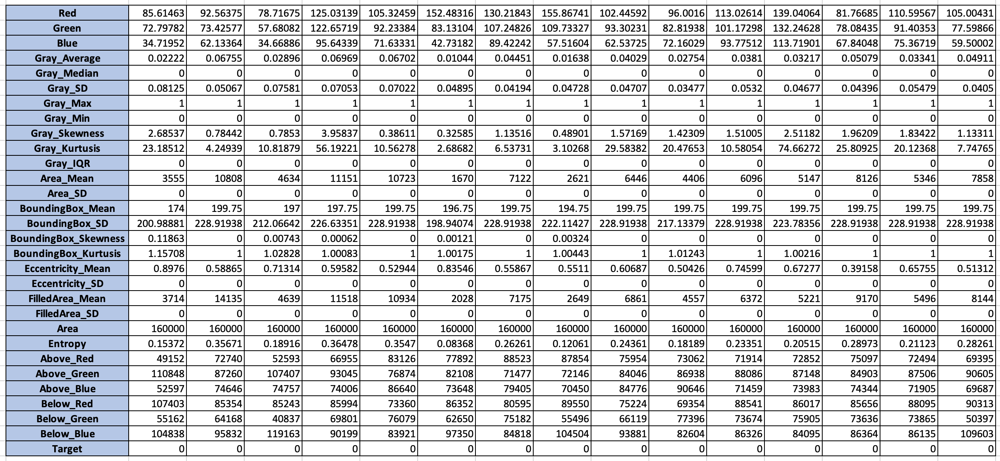 Red 85.61463 92.56375 78.71675 125.03139 105.32459 152.48316 130.21843 155.86741 102.44592 96.0016 113.02614 139.04064 81.76685 110.59567 105.00431
Green 72.79782 73.42577 57.68082 122.65719 92.23384 83.13104 107.24826 109.73327 93.30231 82.81938 101.17298 132.24628 78.08435 91.40353 77.59866
Blue 34.71952 62.13364 34.66886 95.64339 71.63331 42.73182 89.42242 57.51604 62.53725 72.16029 93.77512 113.71901 67.84048 75.36719 59.50002
Gray_Average 0.02222 0.06755 0.02896 0.06969 0.06702 0.01044 0.04451 0.01638 0.04029 0.02754 0.0381 0.03217 0.05079 0.03341 0.04911
Gray_Median 0 0 0 0 0 0 0 0 0 0 0 0 0 0 0
Gray_SD 0.08125 0.05067 0.07581 0.07053 0.07022 0.04895 0.04194 0.04728 0.04707 0.03477 0.0532 0.04677 0.04396 0.05479 0.0405
Gray_Max 1 1 1 1 1 1 1 1 1 1 1 1 1 1 1
Gray_Min 0 0 0 0 0 0 0 0 0 0 0 0 0 0 0
Gray_Skewness 2.68537 0.78442 0.7853 3.95837 0.38611 0.32585 1.13516 0.48901 1.57169 1.42309 1.51005 2.51182 1.96209 1.83422 1.13311
Gray_Kurtusis 23.18512 4.24939 10.81879 56.19221 10.56278 2.68682 6.53731 3.10268 29.58382 20.47653 10.58054 74.66272 25.80925 20.12368 7.74765
Gray_IQR 0 0 0 0 0 0 0 0 0 0 0 0 0 0 0
Area_Mean 3555 10808 4634 11151 10723 1670 7122 2621 6446 4406 6096 5147 8126 5346 7858
Area_SD 0 0 0 0 0 0 0 0 0 0 0 0 0 0 0
BoundingBox_Mean 174 199.75 197 197.75 199.75 196.75 199.75 194.75 199.75 199.75 199.75 199.75 199.75 199.75 199.75
BoundingBox_SD 200.98881 228.91938 212.06642 226.63351 228.91938 198.94074 228.91938 222.11427 228.91938 217.13379 228.91938 223.78356 228.91938 228.91938 228.91938
BoundingBox_Skewness 0.11863 0 0.00743 0.00062 0 0.00121 0 0.00324 0 0 0 0 0 0 0
BoundingBox_Kurtusis 1.15708 1 1.02828 1.00083 1 1.00175 1 1.00443 1 1.01243 1 1.00216 1 1 1
Eccentricity_Mean 0.8976 0.58865 0.71314 0.59582 0.52944 0.83546 0.55867 0.5511 0.60687 0.50426 0.74599 0.67277 0.39158 0.65755 0.51312
Eccentricity_SD 0 0 0 0 0 0 0 0 0 0 0 0 0 0 0
FilledArea_Mean 3714 14135 4639 11518 10934 2028 7175 2649 6861 4557 6372 5221 9170 5496 8144
FilledArea_SD 0 0 0 0 0 0 0 0 0 0 0 0 0 0 0
Area 160000 160000 160000 160000 160000 160000 160000 160000 160000 160000 160000 160000 160000 160000 160000
Entropy 0.15372 0.35671 0.18916 0.36478 0.3547 0.08368 0.26261 0.12061 0.24361 0.18189 0.23351 0.20515 0.28973 0.21123 0.28261
Above_Red 49152 72740 52593 66955 83126 77892 88523 87854 75954 73062 71914 72852 75097 72494 69395
Above_Green 110848 87260 107407 93045 76874 82108 71477 72146 84046 86938 88086 87148 84903 87506 90605
Above_Blue 52597 74646 74757 74006 86640 73648 79405 70450 84776 90646 71459 73983 74344 71905 69687
Below_Red 107403 85354 85243 85994 73360 86352 80595 89550 75224 69354 88541 86017 85656 88095 90313
Below_Green 55162 64168 40837 69801 76079 62650 75182 55496 66119 77396 73674 75905 73636 73865 50397
Below_Blue 104838 95832 119163 90199 83921 97350 84818 104504 93881 82604 86326 84095 86364 86135 109603
Target 0 0 0 0 0 0 0 0 0 0 0 0 0 0 0